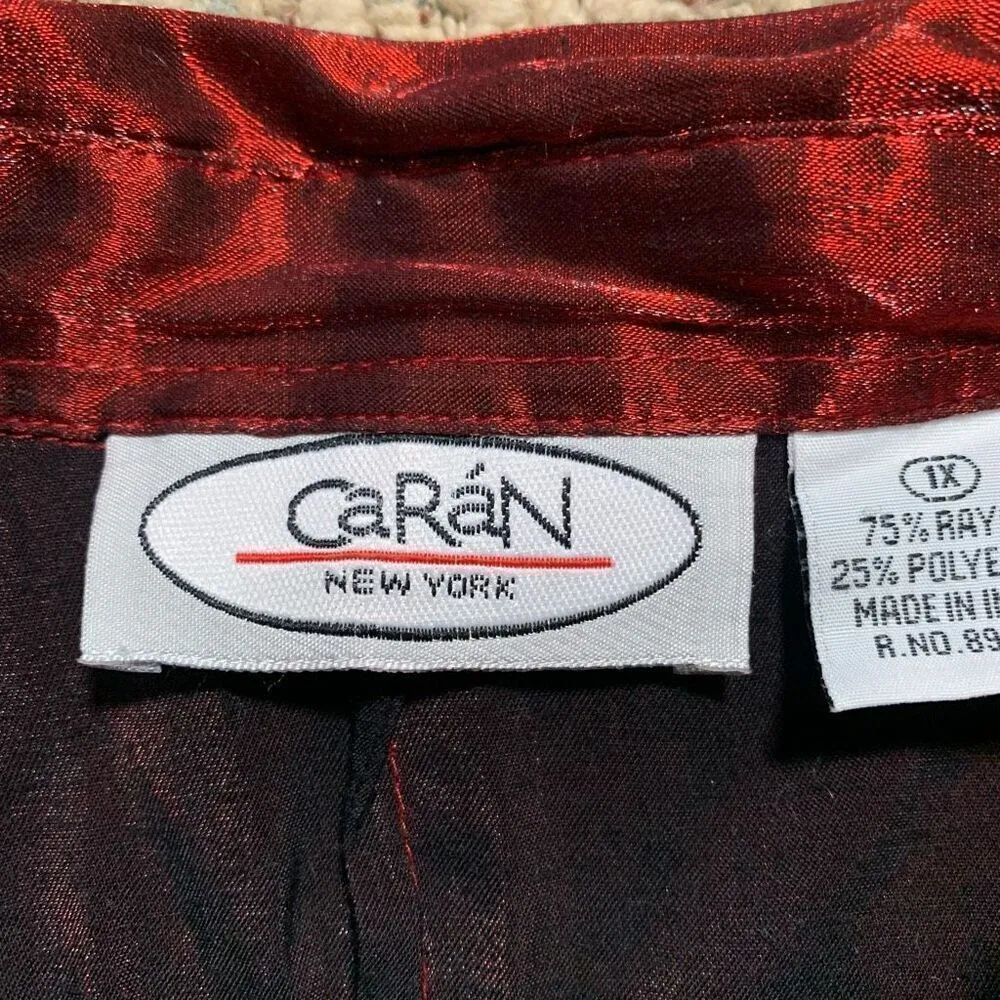 CaRáN
NEW YORK
1X
75% RAY
25% POLYE
MADE IN I
R.NO. 89